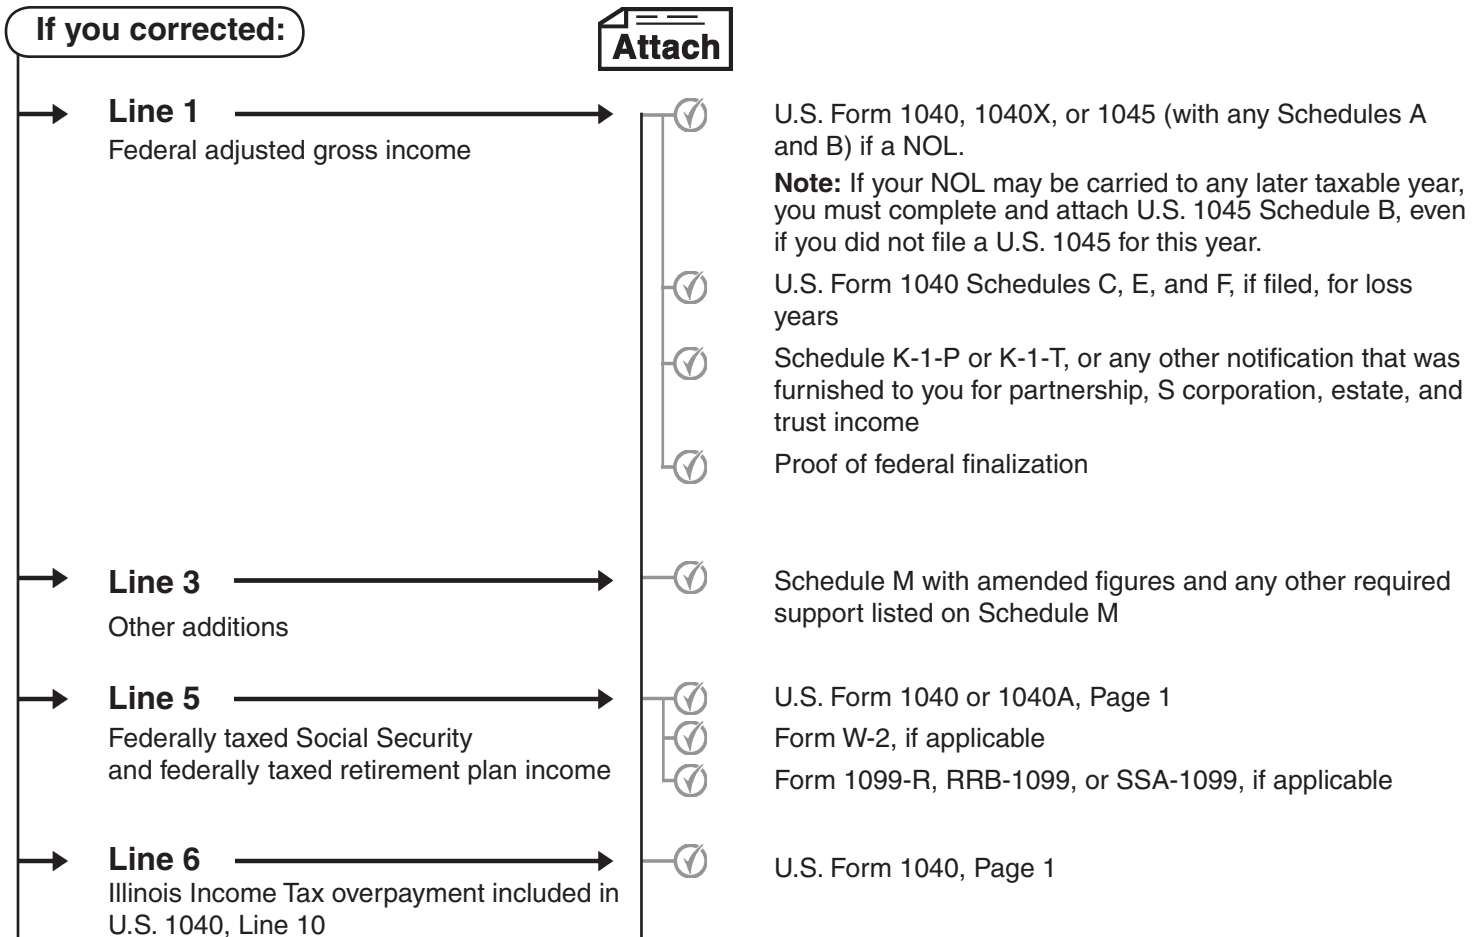 If you corrected:
Attach
Line 1
Federal adjusted gross income
U.S. Form 1040, 1040X, or 1045 (with any Schedules A
and B) if a NOL.
Note: If your NOL may be carried to any later taxable year,
you must complete and attach U.S. 1045 Schedule B, even
if you did not file a U.S. 1045 for this year.
U.S. Form 1040 Schedules C, E, and F, if filed, for loss
years
Schedule K-1-P or K-1-T, or any other notification that was
furnished to you for partnership, S corporation, estate, and
trust income
Proof of federal finalization
Line 3
Other additions
Schedule M with amended figures and any other required
support listed on Schedule M
Line 5
Federally taxed Social Security
and federally taxed retirement plan income
U.S. Form 1040 or 1040A, Page 1
Form W-2, if applicable
Form 1099-R, RRB-1099, or SSA-1099, if applicable
Line 6
Illinois Income Tax overpayment included in
U.S. 1040, Line 10
U.S. Form 1040, Page 1